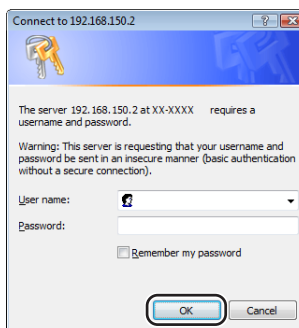 Connect to 192.168.150.2
The server 192.168.150.2 at XX-XXXX requires a
username and password.
Warning: This server is requesting that your username and
password be sent in an insecure manner (basic authentication
without a secure connection).
User name:
Password:
Remember my password
OK
Cancel